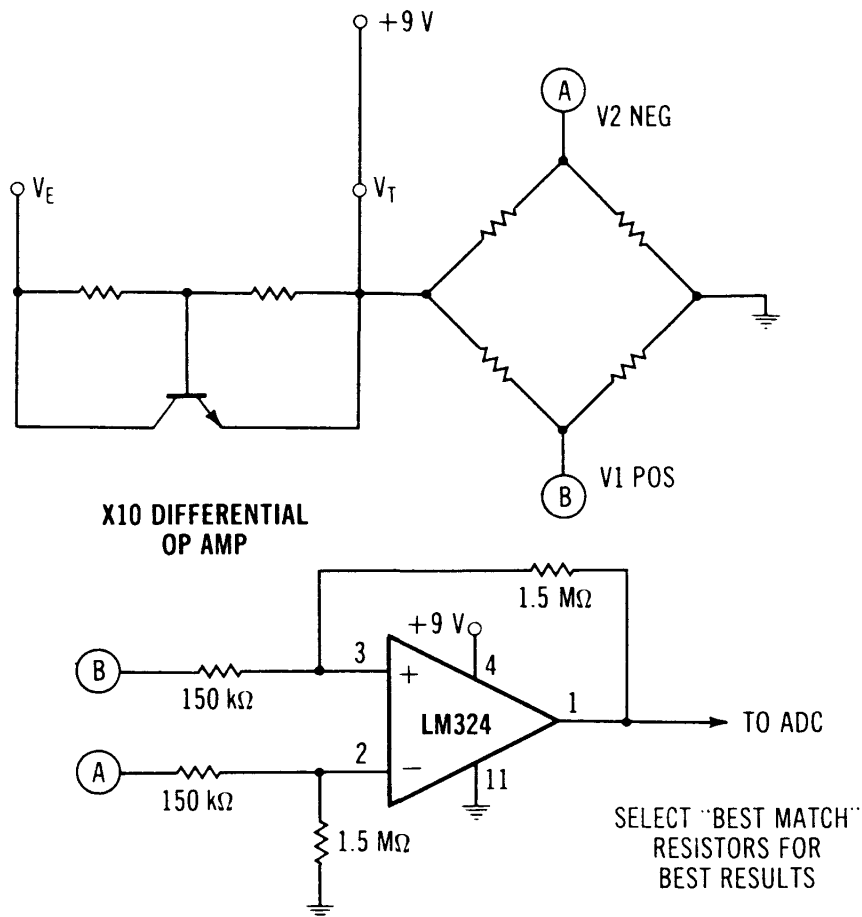 +9 V
A
V2 NEG
V_E
V_T
B
V1 POS
X10 DIFFERENTIAL
OP AMP
1.5 MΩ
+9 V
B
3
+
4
150 kΩ
LM324
1
TO ADC
A
2
−
11
150 kΩ
1.5 MΩ
SELECT "BEST MATCH"
RESISTORS FOR
BEST RESULTS